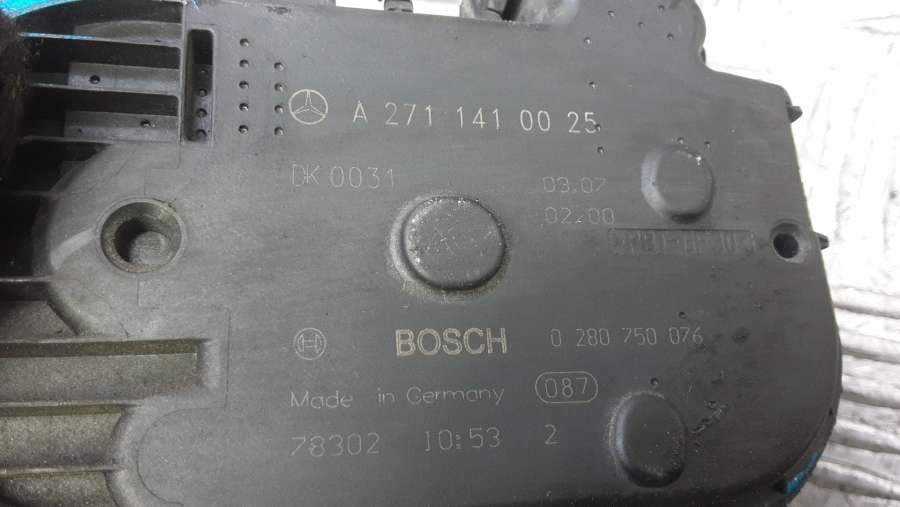 A 271 141 00 25
DK 0031 03.07
02.00
BOSCH 0 280 750 076
Made in Germany 087
78302 10:53 2